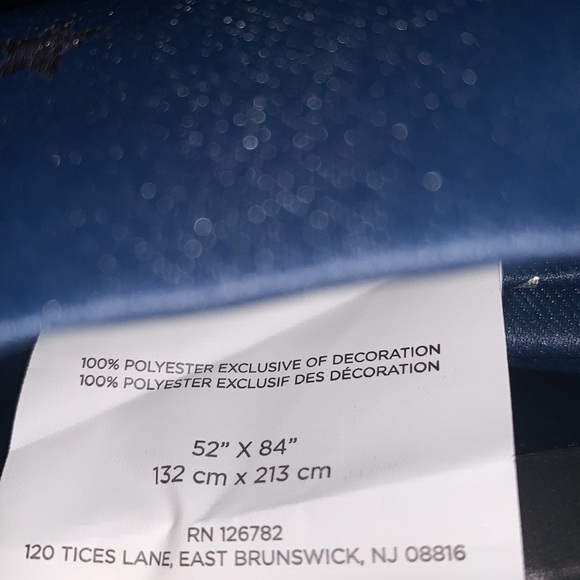 100% POLYESTER EXCLUSIVE OF DECORATION
100% POLYESTER EXCLUSIF DES DÉCORATION
52” X 84”
132 cm x 213 cm
RN 126782
120 TICES LANE, EAST BRUNSWICK, NJ 08816